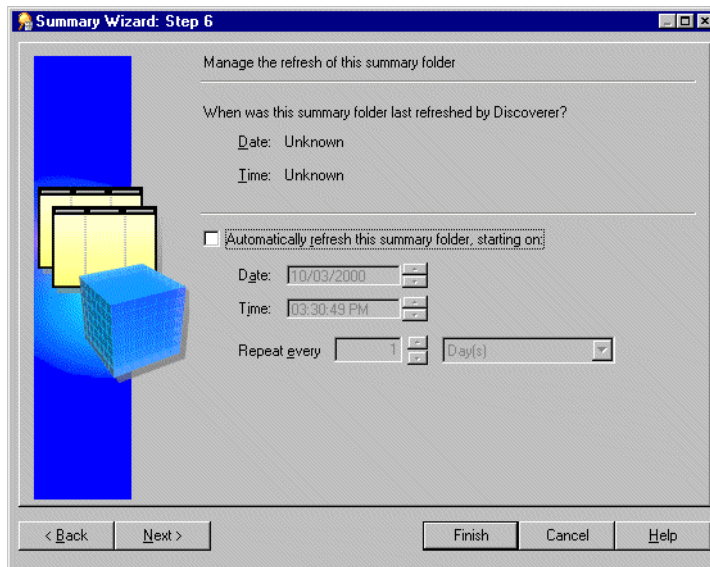 Summary Wizard: Step 6
Manage the refresh of this summary folder
When was this summary folder last refreshed by Discoverer?
Date: Unknown
Time: Unknown
Automatically refresh this summary folder, starting on:
Date: 10/03/2000
Time: 03:30:49 PM
Repeat every 1 Day(s)
< Back Next > Finish Cancel Help